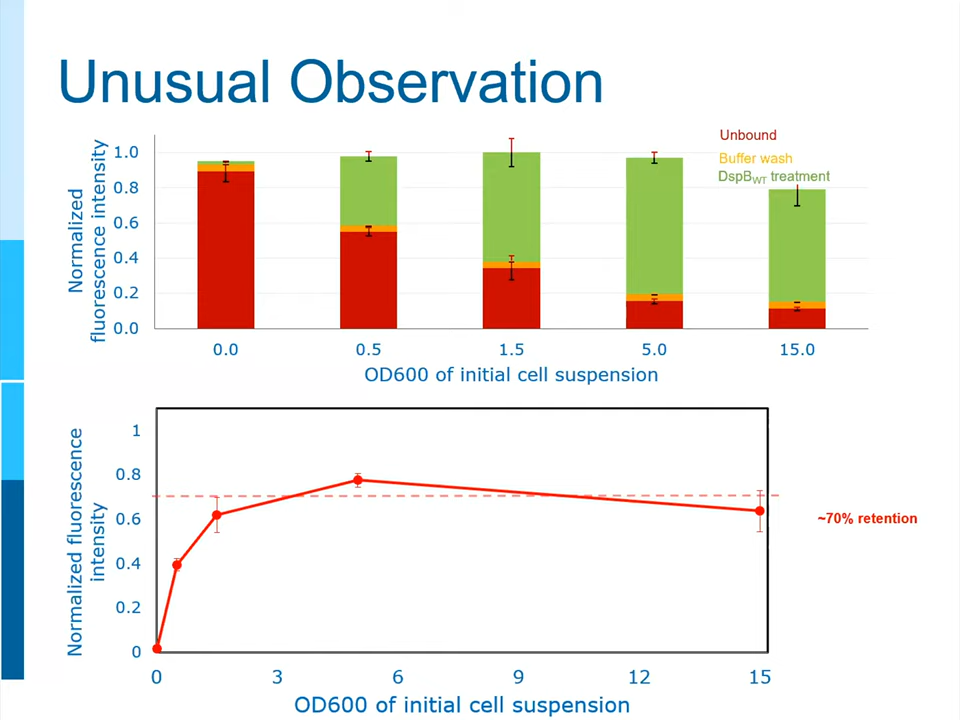 Unusual Observation
Normalized
fluorescence intensity
1.0
0.8
0.6
0.4
0.2
0.0
Unbound
Buffer wash
DspBWT treatment
0.0 0.5 1.5 5.0 15.0
OD600 of initial cell suspension
Normalized fluorescence
intensity
1
0.8
0.6
0.4
0.2
0
~70% retention
0 3 6 9 12 15
OD600 of initial cell suspension